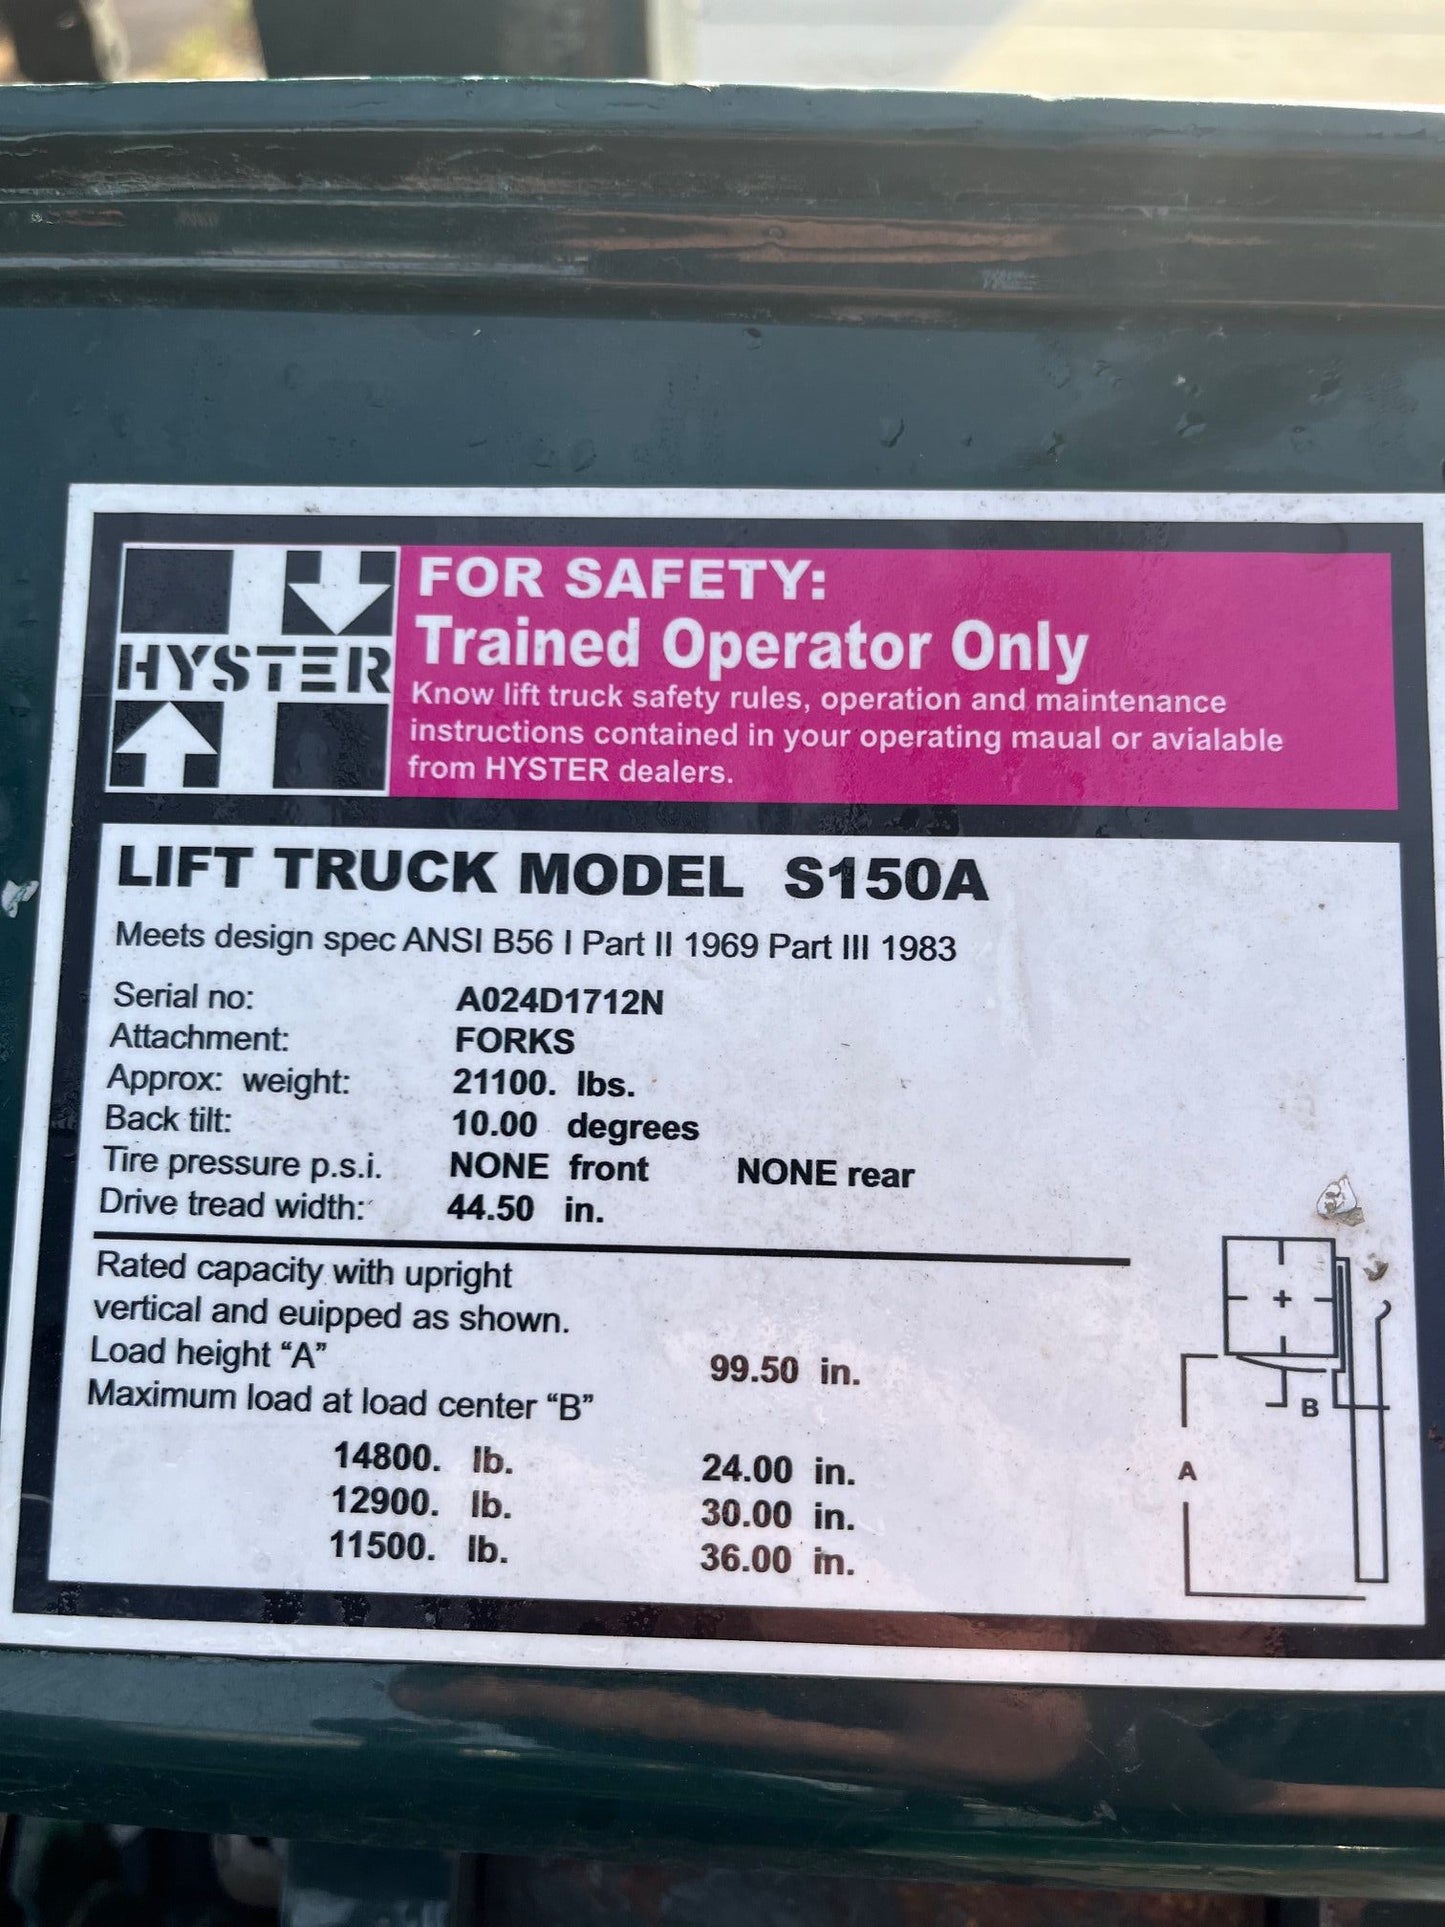 HYSTER
FOR SAFETY:
Trained Operator Only
Know lift truck safety rules, operation and maintenance
instructions contained in your operating maual or avialable
from HYSTER dealers.
LIFT TRUCK MODEL S150A
Meets design spec ANSI B56 I Part II 1969 Part III 1983
Serial no: A024D1712N
Attachment: FORKS
Approx: weight: 21100. lbs.
Back tilt: 10.00 degrees
Tire pressure p.s.i. NONE front NONE rear
Drive tread width: 44.50 in.
Rated capacity with upright
vertical and euipped as shown.
Load height “A” 99.50 in.
Maximum load at load center “B”
14800. lb. 24.00 in.
12900. lb. 30.00 in.
11500. lb. 36.00 in.
B
A